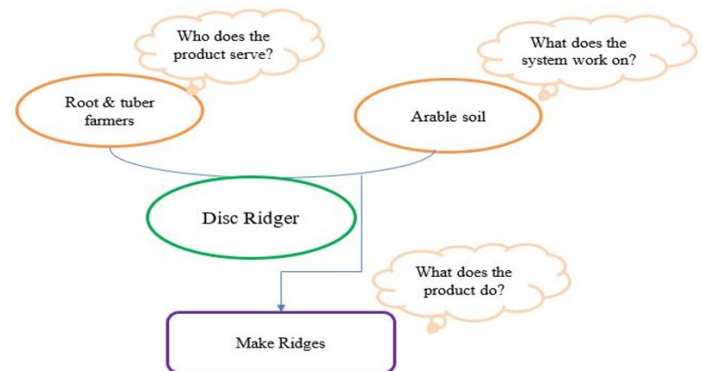 Who does the
product serve?
What does the
system work on?
Root & tuber
farmers
Arable soil
Disc Ridger
What does the
product do?
Make Ridges